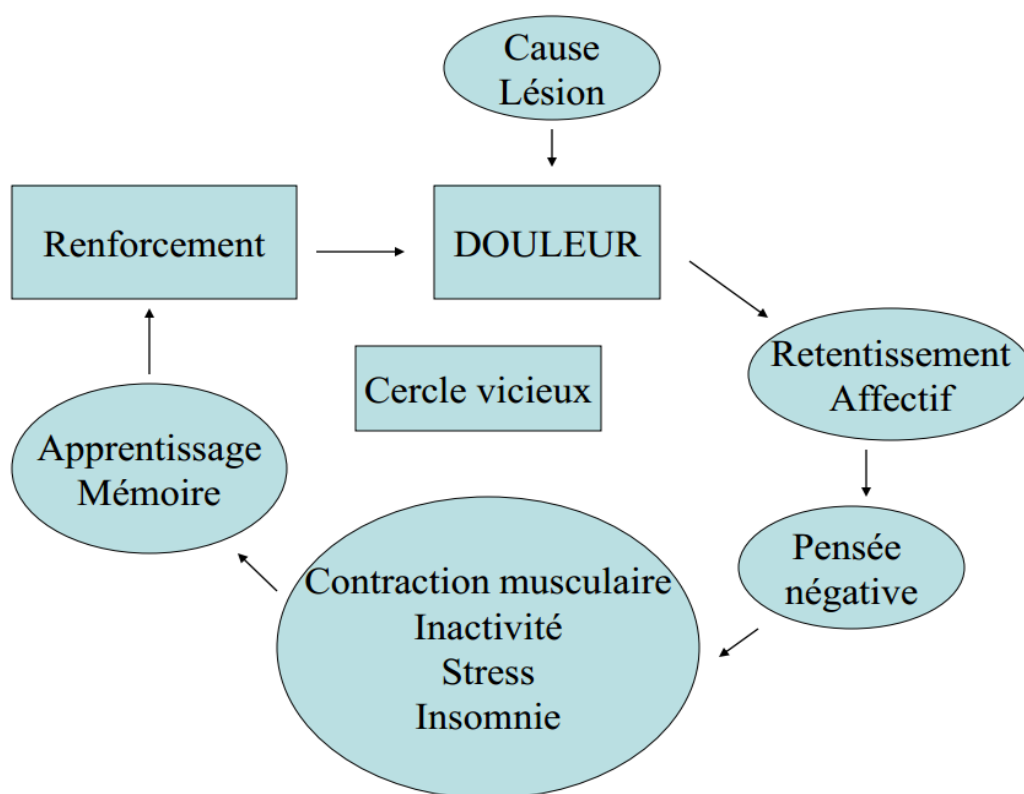 Cause
Lésion
Renforcement
DOULEUR
Retentissement
Affectif
Cercle vicieux
Apprentissage
Mémoire
Pensée
négative
Contraction musculaire
Inactivité
Stress
Insomnie